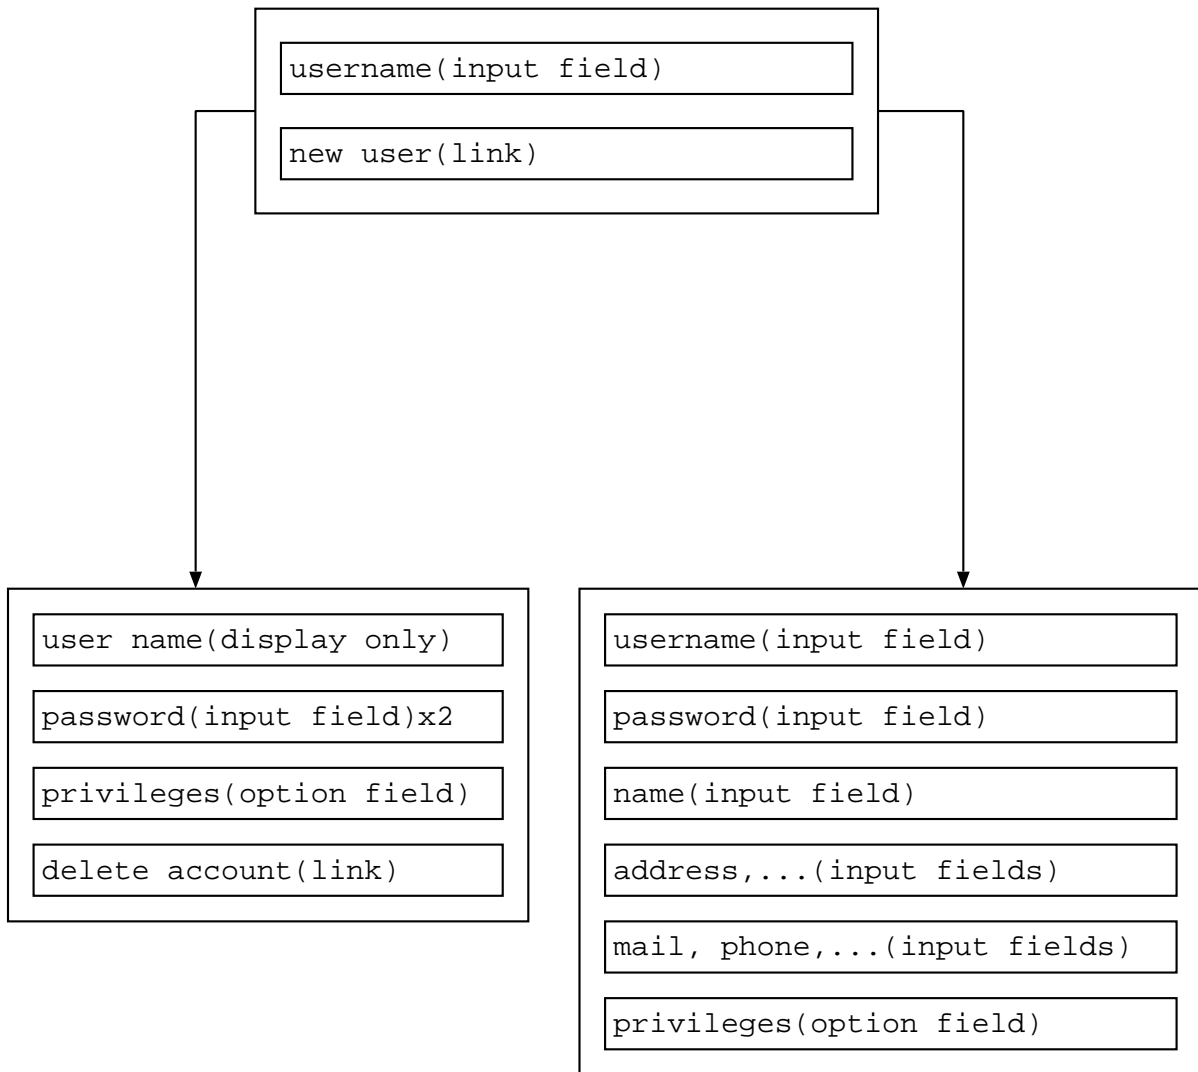 username(input field)
new user(link)
user name(display only)
password(input field)x2
privileges(option field)
delete account(link)
username(input field)
password(input field)
name(input field)
address,...(input fields)
mail, phone,...(input fields)
privileges(option field)